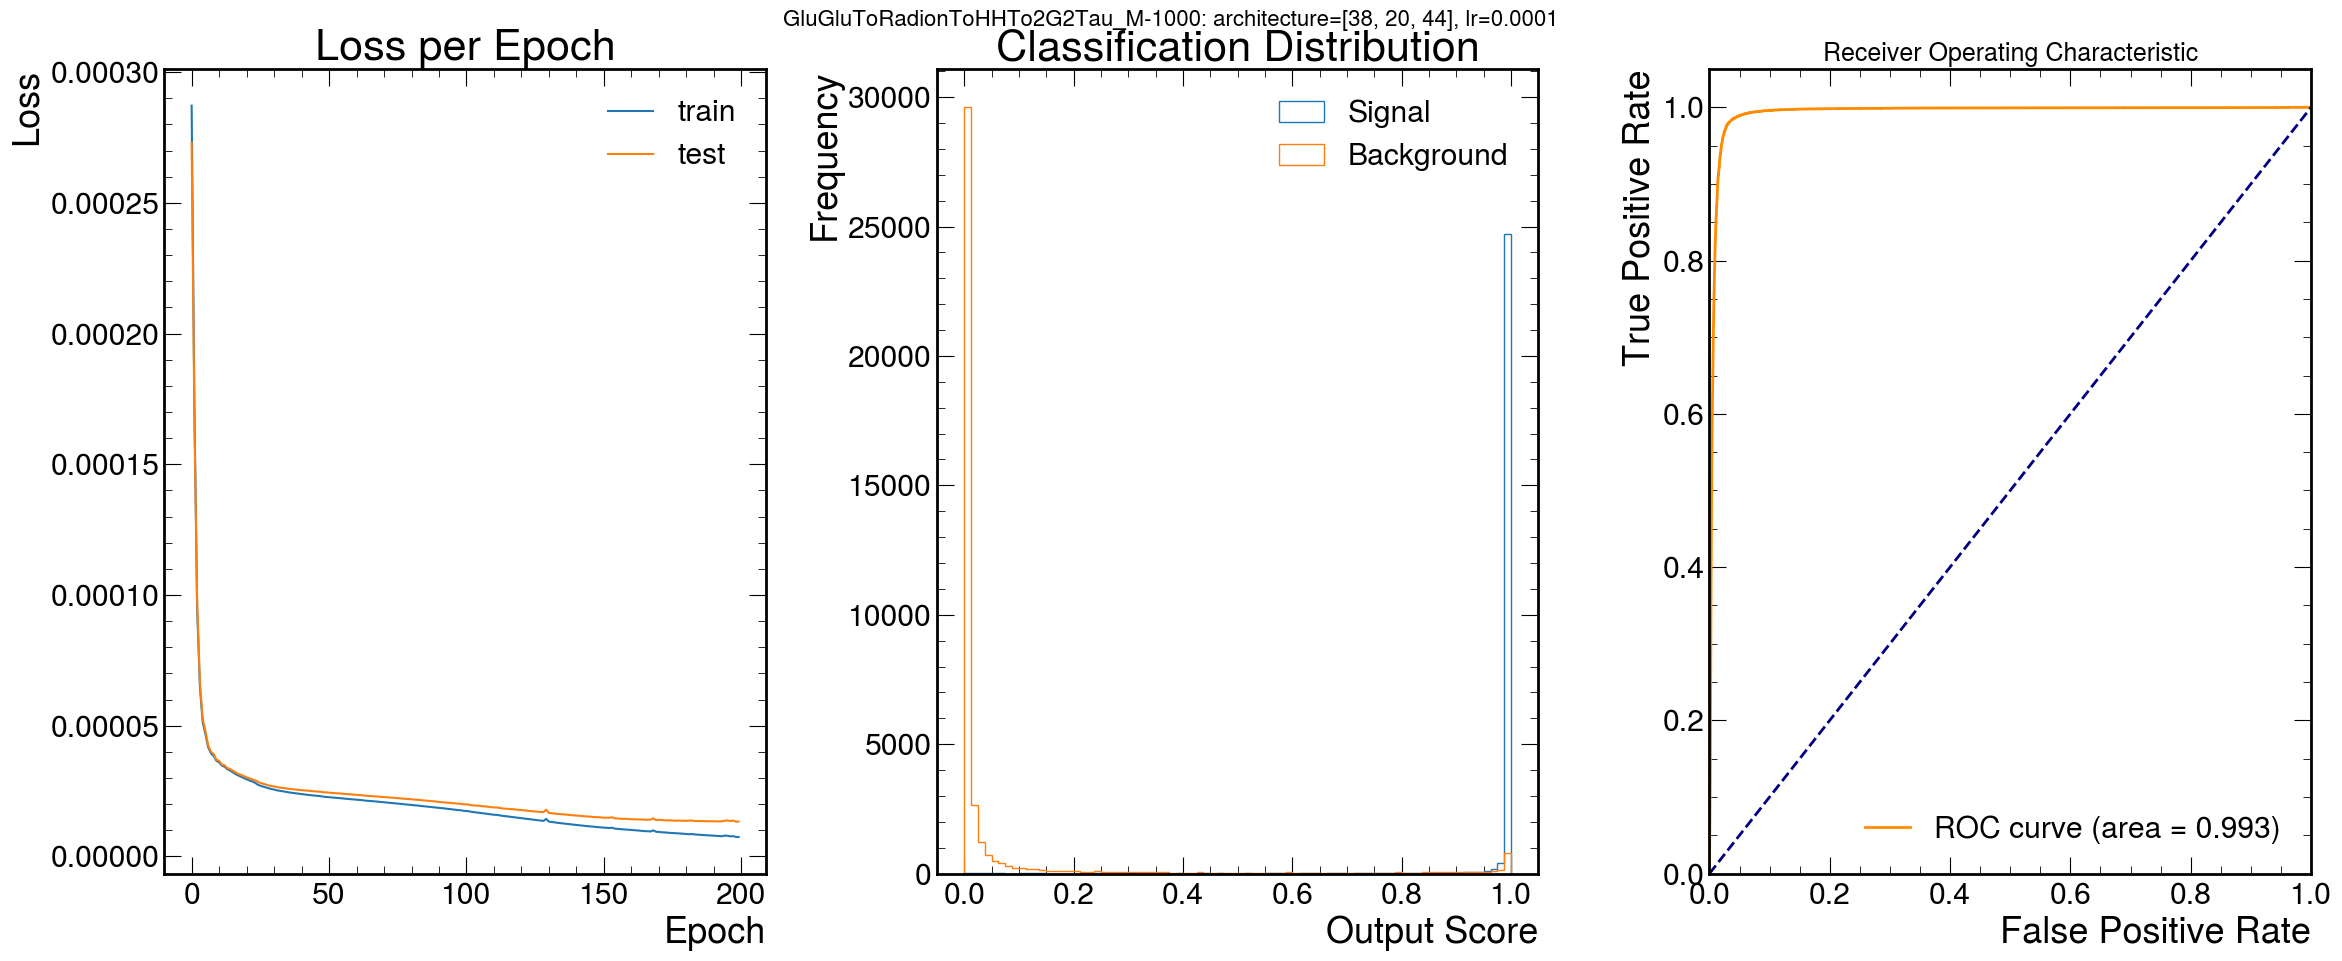 GluGluToRadionToHHTo2G2Tau_M-1000: architecture=[38, 20, 44], lr=0.0001
Loss per Epoch
Loss
0.00030
0.00025
0.00020
0.00015
0.00010
0.00005
0.00000
train
test
0 50 100 150 200
Epoch
Classification Distribution
Frequency
30000
25000
20000
15000
10000
5000
0
Signal
Background
0.0 0.2 0.4 0.6 0.8 1.0
Output Score
Receiver Operating Characteristic
True Positive Rate
1.0
0.8
0.6
0.4
0.2
0.0
ROC curve (area = 0.993)
0.0 0.2 0.4 0.6 0.8 1.0
False Positive Rate